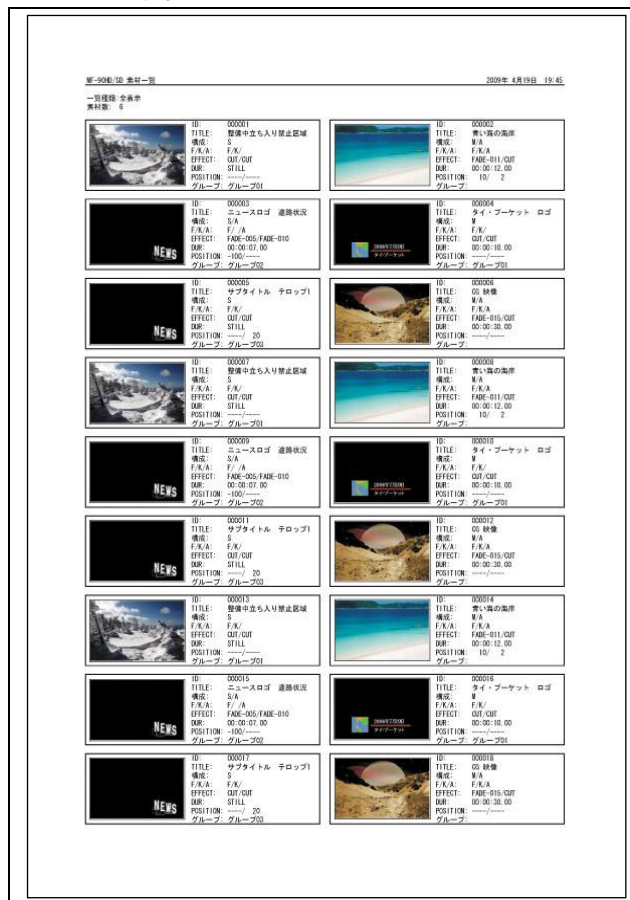 MF-90HD/SD 素材一覧 2009年 4月19日 19:45
一覧種類:全表示
素材数: 6
ID: 000001
TITLE: 整備中立ち入り禁止区域
構成: S
F/K/A: F/K/
EFFECT: CUT/CUT
DUR: STILL
POSITION: ----/----
グループ: グループ01
ID: 000002
TITLE: 青い海の海岸
構成: M/A
F/K/A: F/K/A
EFFECT: FADE-011/CUT
DUR: 00:00:12.00
POSITION: 10/ 2
グループ:
NEWS
ID: 000003
TITLE: ニュースロゴ 道路状況
構成: S/A
F/K/A: F/ /A
EFFECT: FADE-005/FADE-010
DUR: 00:00:07.00
POSITION: -100/----
グループ: グループ02
タイ・プーケット
ID: 000004
TITLE: タイ・プーケット ロゴ
構成: M
F/K/A: F/K/
EFFECT: CUT/CUT
DUR: 00:00:10.00
POSITION: ----/----
グループ: グループ01
NEWS
ID: 000005
TITLE: サブタイトル テロップ1
構成: S
F/K/A: F/K/
EFFECT: CUT/CUT
DUR: STILL
POSITION: ----/ 20
グループ: グループ03
ID: 000006
TITLE: CG 映像
構成: M/A
F/K/A: F/K/A
EFFECT: FADE-015/CUT
DUR: 00:00:30.00
POSITION: ----/----
グループ:
ID: 000007
TITLE: 整備中立ち入り禁止区域
構成: S
F/K/A: F/K/
EFFECT: CUT/CUT
DUR: STILL
POSITION: ----/----
グループ: グループ01
ID: 000008
TITLE: 青い海の海岸
構成: M/A
F/K/A: F/K/A
EFFECT: FADE-011/CUT
DUR: 00:00:12.00
POSITION: 10/ 2
グループ:
NEWS
ID: 000009
TITLE: ニュースロゴ 道路状況
構成: S/A
F/K/A: F/ /A
EFFECT: FADE-005/FADE-010
DUR: 00:00:07.00
POSITION: -100/----
グループ: グループ02
タイ・プーケット
ID: 000010
TITLE: タイ・プーケット ロゴ
構成: M
F/K/A: F/K/
EFFECT: CUT/CUT
DUR: 00:00:10.00
POSITION: ----/----
グループ: グループ01
NEWS
ID: 000011
TITLE: サブタイトル テロップ1
構成: S
F/K/A: F/K/
EFFECT: CUT/CUT
DUR: STILL
POSITION: ----/ 20
グループ: グループ03
ID: 000012
TITLE: CG 映像
構成: M/A
F/K/A: F/K/A
EFFECT: FADE-015/CUT
DUR: 00:00:30.00
POSITION: ----/----
グループ:
ID: 000013
TITLE: 整備中立ち入り禁止区域
構成: S
F/K/A: F/K/
EFFECT: CUT/CUT
DUR: STILL
POSITION: ----/----
グループ: グループ01
ID: 000014
TITLE: 青い海の海岸
構成: M/A
F/K/A: F/K/A
EFFECT: FADE-011/CUT
DUR: 00:00:12.00
POSITION: 10/ 2
グループ:
NEWS
ID: 000015
TITLE: ニュースロゴ 道路状況
構成: S/A
F/K/A: F/ /A
EFFECT: FADE-005/FADE-010
DUR: 00:00:07.00
POSITION: -100/----
グループ: グループ02
タイ・プーケット
ID: 000016
TITLE: タイ・プーケット ロゴ
構成: M
F/K/A: F/K/
EFFECT: CUT/CUT
DUR: 00:00:10.00
POSITION: ----/----
グループ: グループ01
NEWS
ID: 000017
TITLE: サブタイトル テロップ1
構成: S
F/K/A: F/K/
EFFECT: CUT/CUT
DUR: STILL
POSITION: ----/ 20
グループ: グループ03
ID: 000018
TITLE: CG 映像
構成: M/A
F/K/A: F/K/A
EFFECT: FADE-015/CUT
DUR: 00:00:30.00
POSITION: ----/----
グループ: